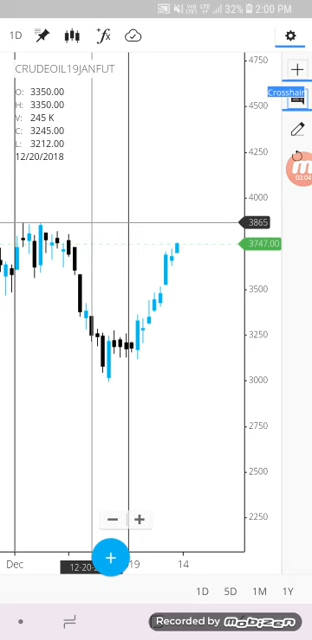 32% 2:00 PM
1D
CRUDEOIL19JANFUT
O: 3350.00
H: 3350.00
V: 245 K
C: 3245.00
L: 3212.00
12/20/2018
4750
4500
4250
4000
3865
3747.00
3500
3250
3000
2750
2500
2250
Crosshair
03:04
Dec
12-20-
19
14
1D 5D 1M 1Y
Recorded by mobizen